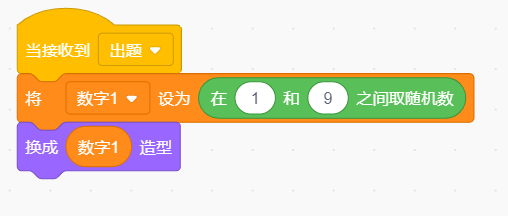 当接收到 出题
将 数字1 设为 在 1 和 9 之间取随机数
换成 数字1 造型